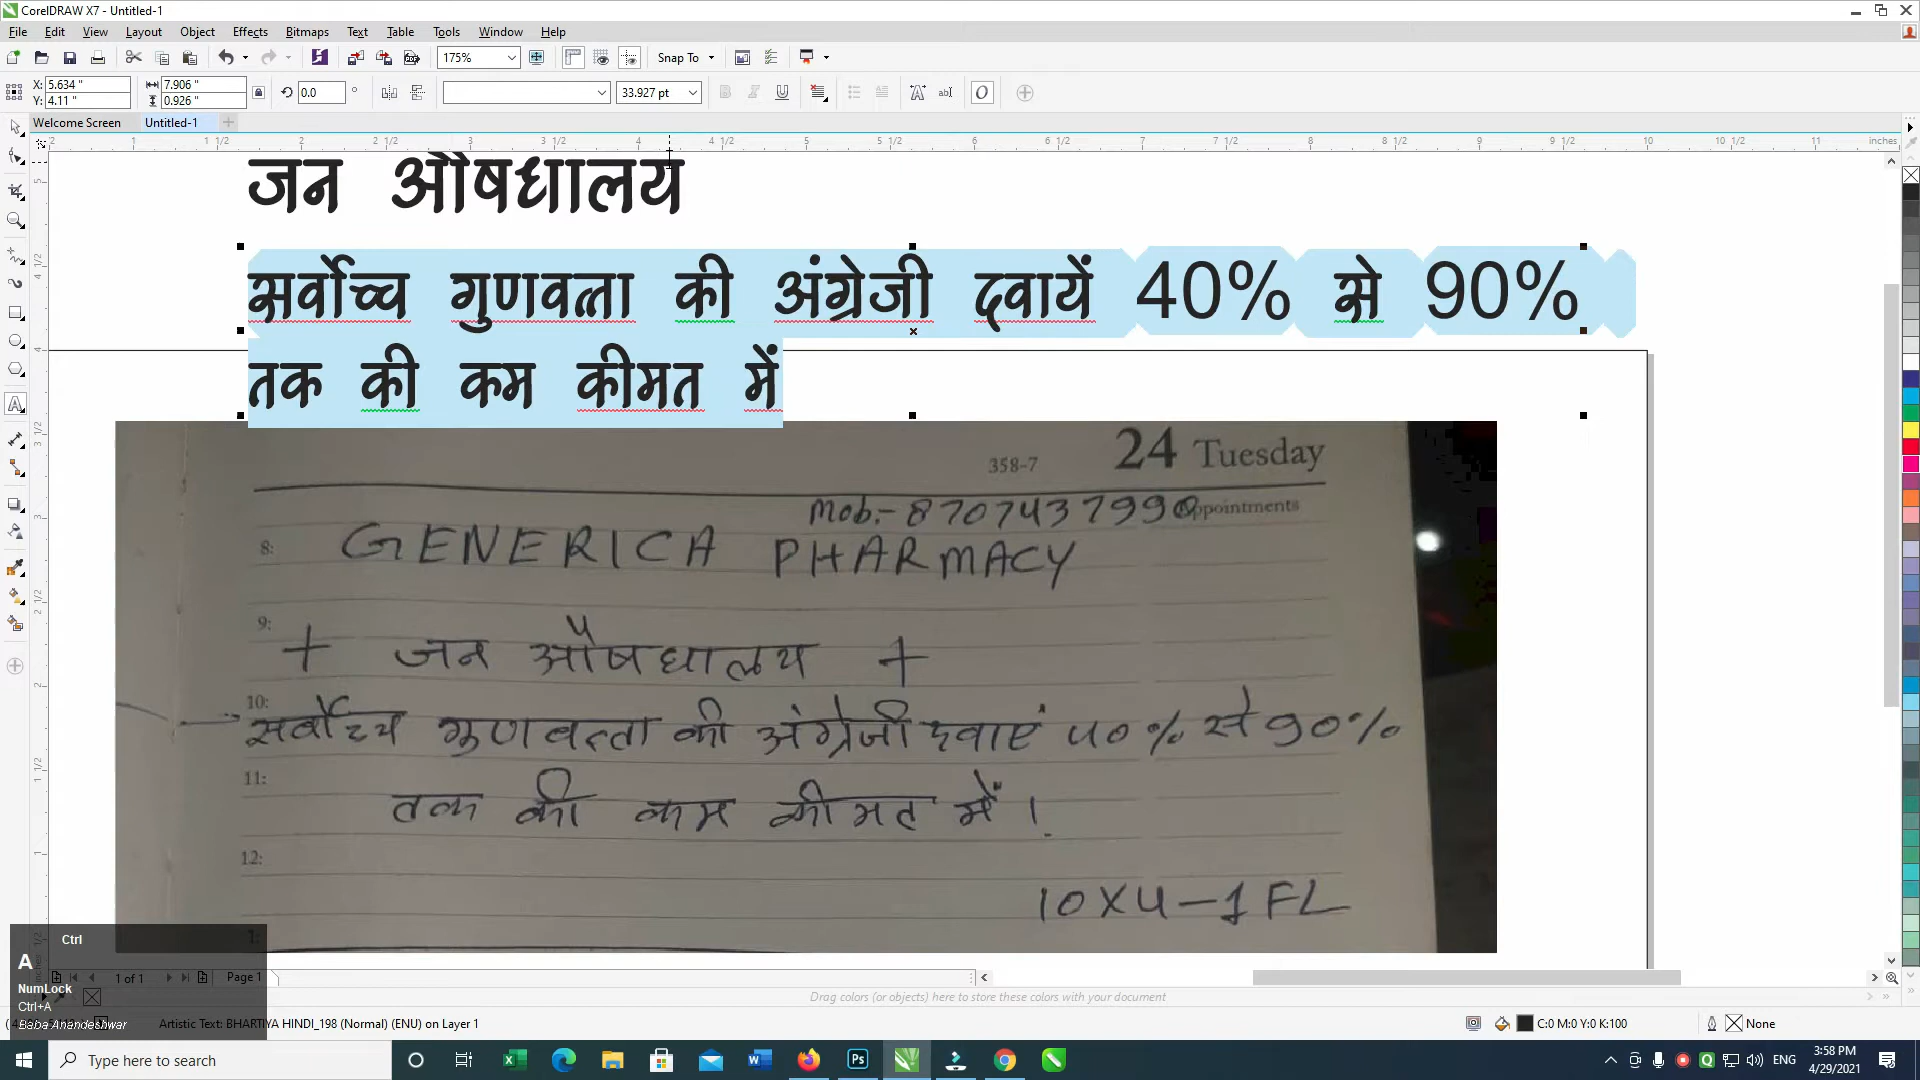 CorelDRAW X7 - Untitled-1
File Edit View Layout Object Effects Bitmaps Text Table Tools Window Help
175% Snap To
X: 5.634 " 7.906 " 0.0 ° 33.927 pt
Y: 4.11 " 0.926 "
Welcome Screen Untitled-1
inches
जन औषधालय
सर्वोच्च गुणवत्ता की अंग्रेजी दवायें 40% से 90%
तक की कम कीमत में
358-7 24 Tuesday
Mob:- 8707437990 Appointments
8: GENERICA PHARMACY
9: + जन औषधालय +
10: सर्वोच्च गुणवत्ता की अंग्रेजी दवाएं 40% से 90%
11: तक की कम कीमत में।
12:
10X4-1FL
Ctrl
A
NumLock
Ctrl+A
Baba Anandeshwar
1 of 1 Page 1
Drag colors (or objects) here to store these colors with your document
Artistic Text: BHARTIYA HINDI_198 (Normal) (ENU) on Layer 1 C:0 M:0 Y:0 K:100 None
Type here to search ENG 3:58 PM
4/29/2021